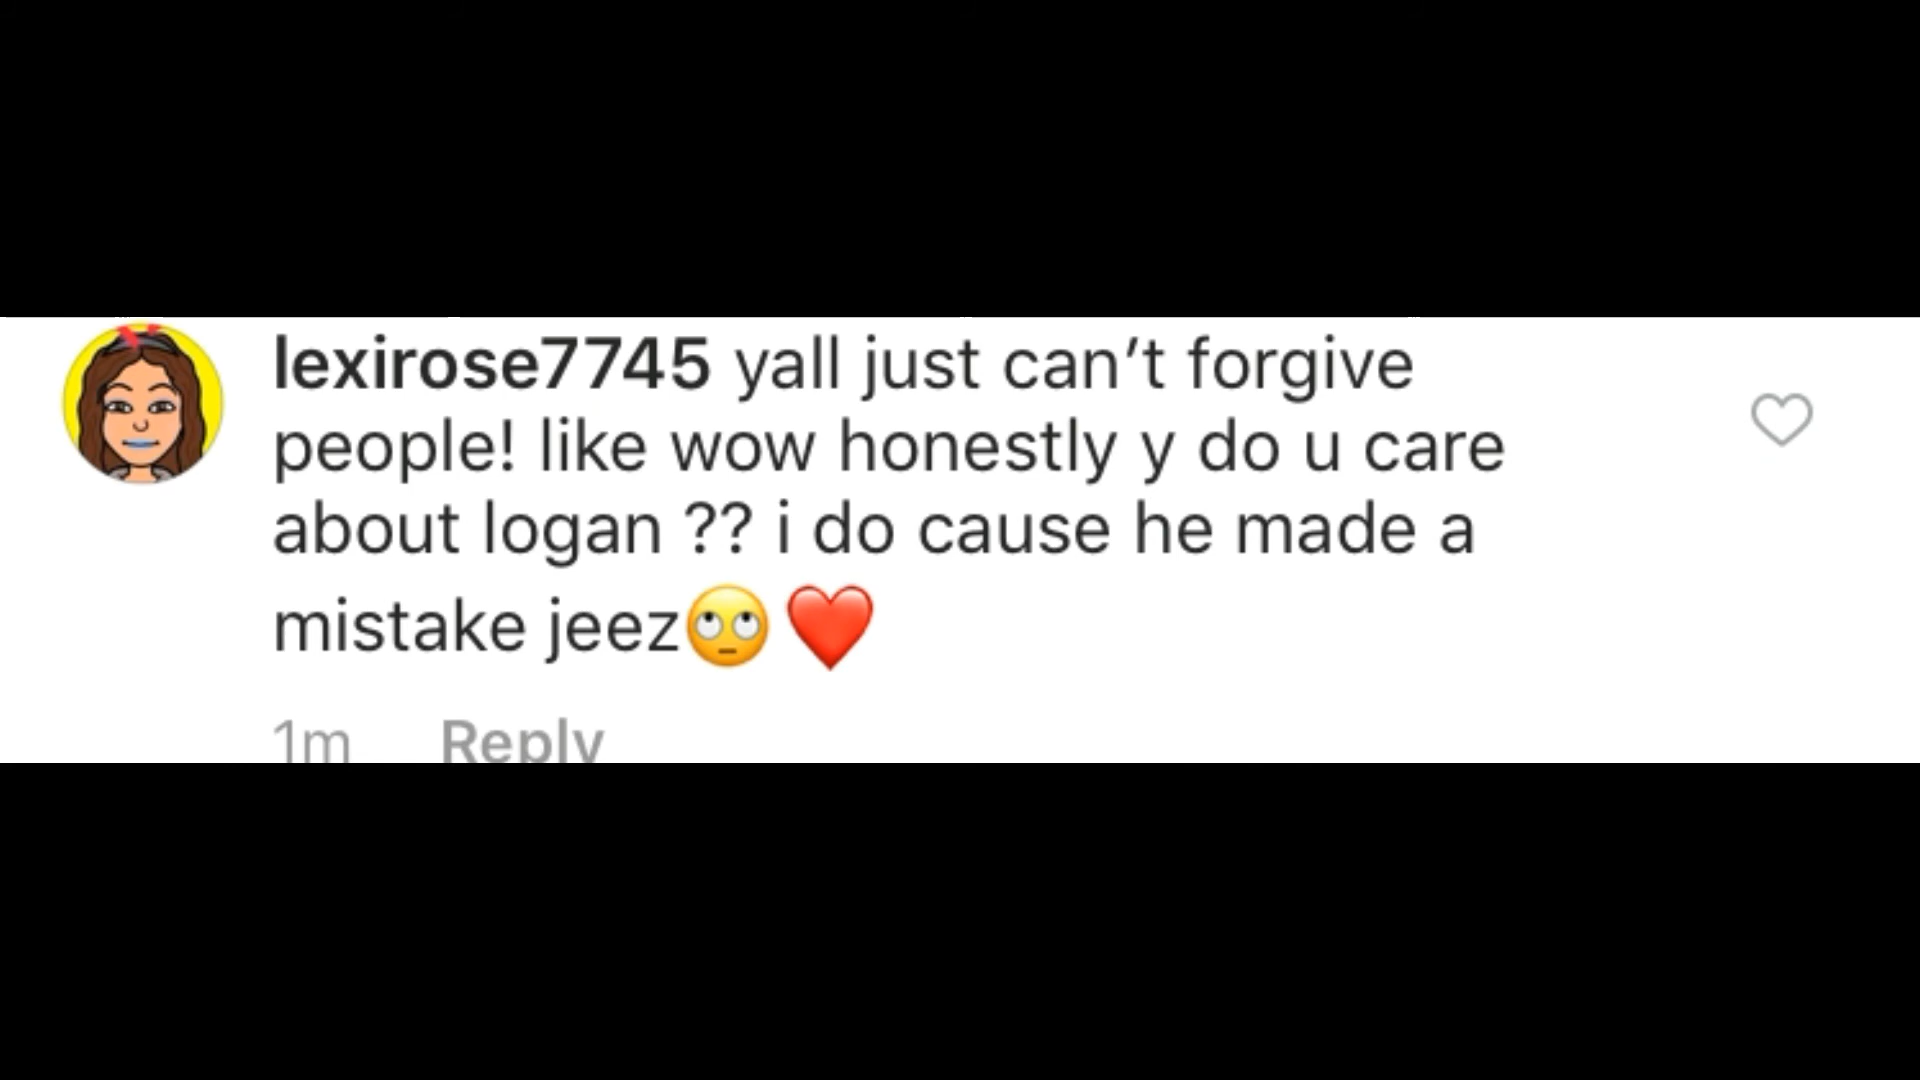 lexirose7745 yall just can’t forgive
people! like wow honestly y do u care
about logan ?? i do cause he made a
mistake jeez🙄❤️
1m Reply